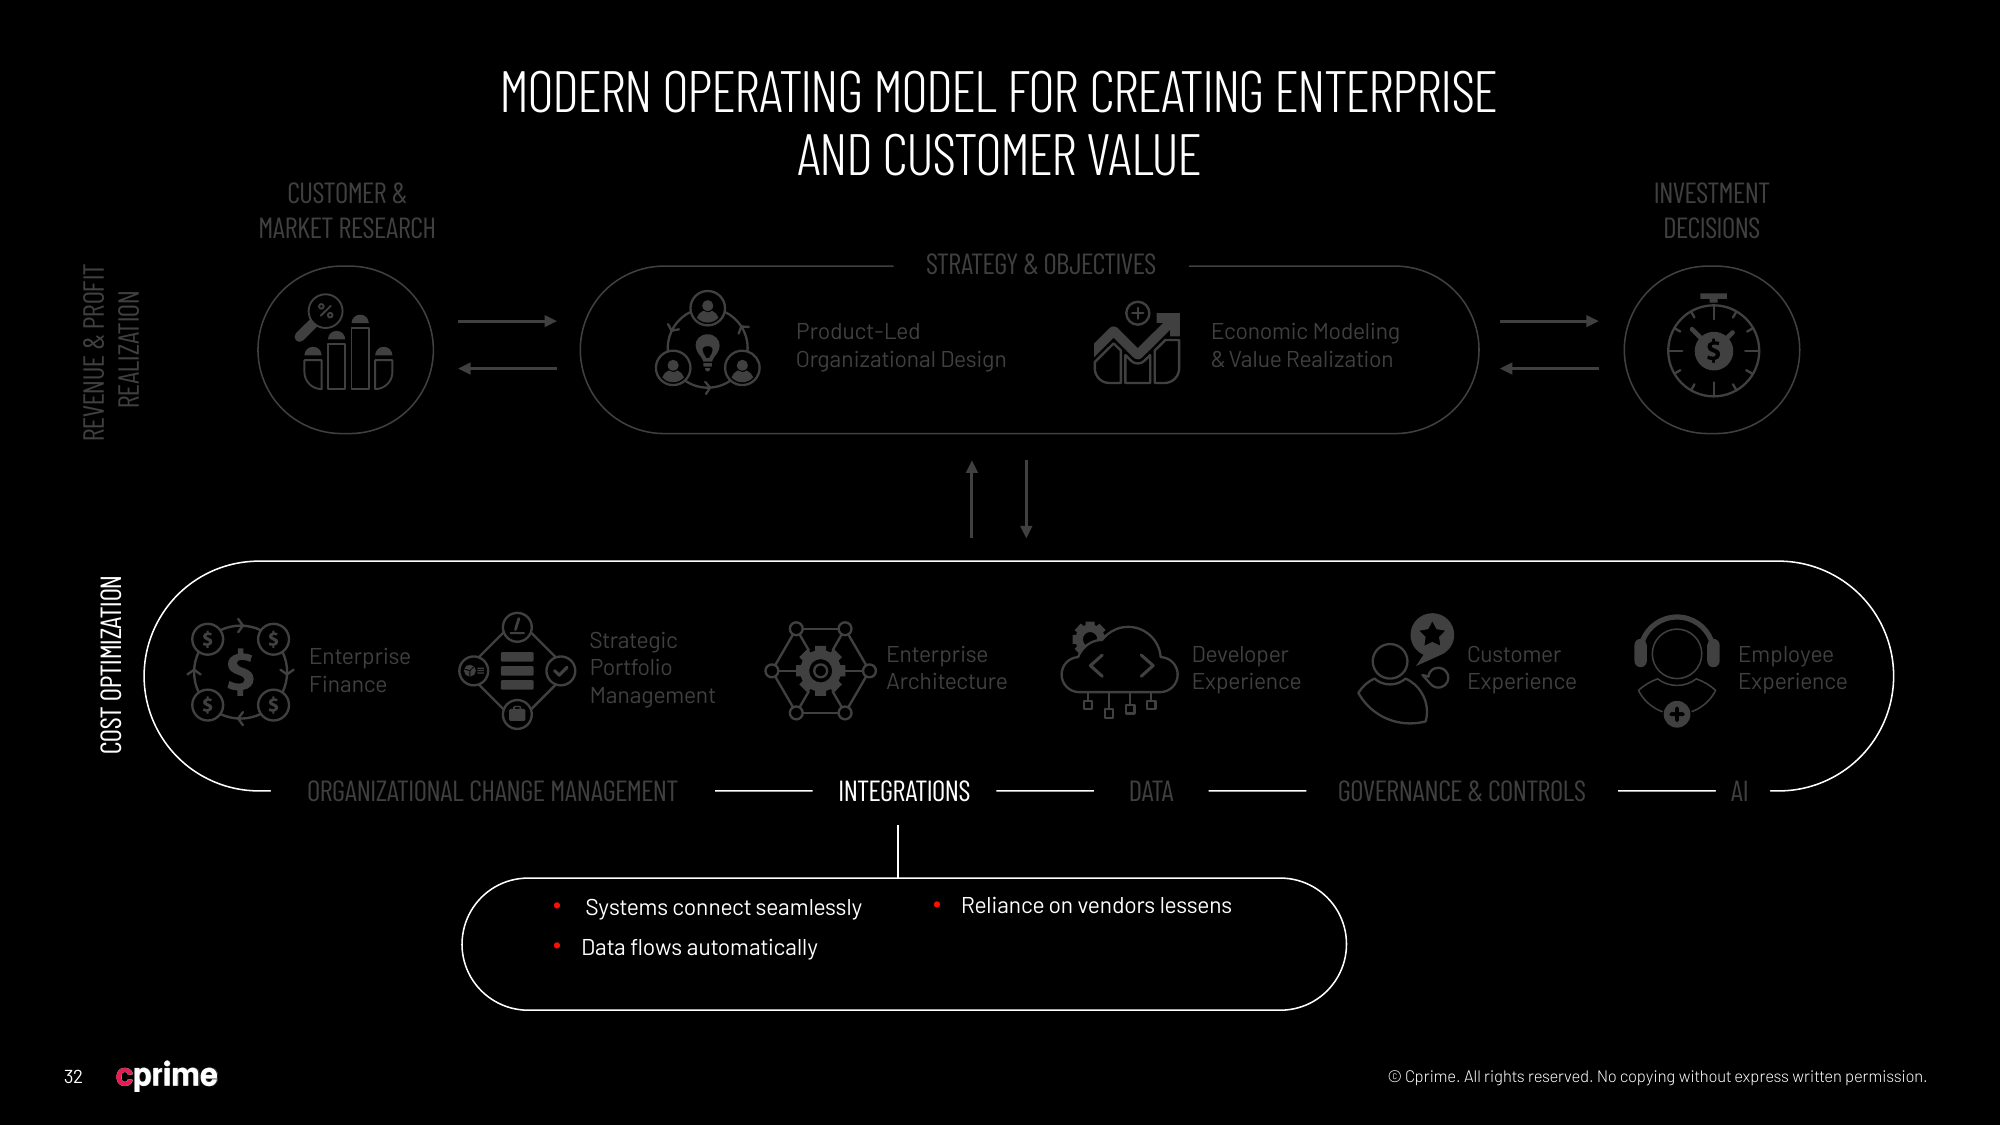 MODERN OPERATING MODEL FOR CREATING ENTERPRISE
AND CUSTOMER VALUE
CUSTOMER &
MARKET RESEARCH
INVESTMENT
DECISIONS
REVENUE & PROFIT
REALIZATION
STRATEGY & OBJECTIVES
%
Product-Led
Organizational Design
Economic Modeling
& Value Realization
$
COST OPTIMIZATION
$ $
$
$ $
Enterprise
Finance
Strategic
Portfolio
Management
Enterprise
Architecture
Developer
Experience
Customer
Experience
Employee
Experience
ORGANIZATIONAL CHANGE MANAGEMENT
INTEGRATIONS
DATA
GOVERNANCE & CONTROLS
AI
• Systems connect seamlessly
• Data flows automatically
• Reliance on vendors lessens
32
cprime
© Cprime. All rights reserved. No copying without express written permission.